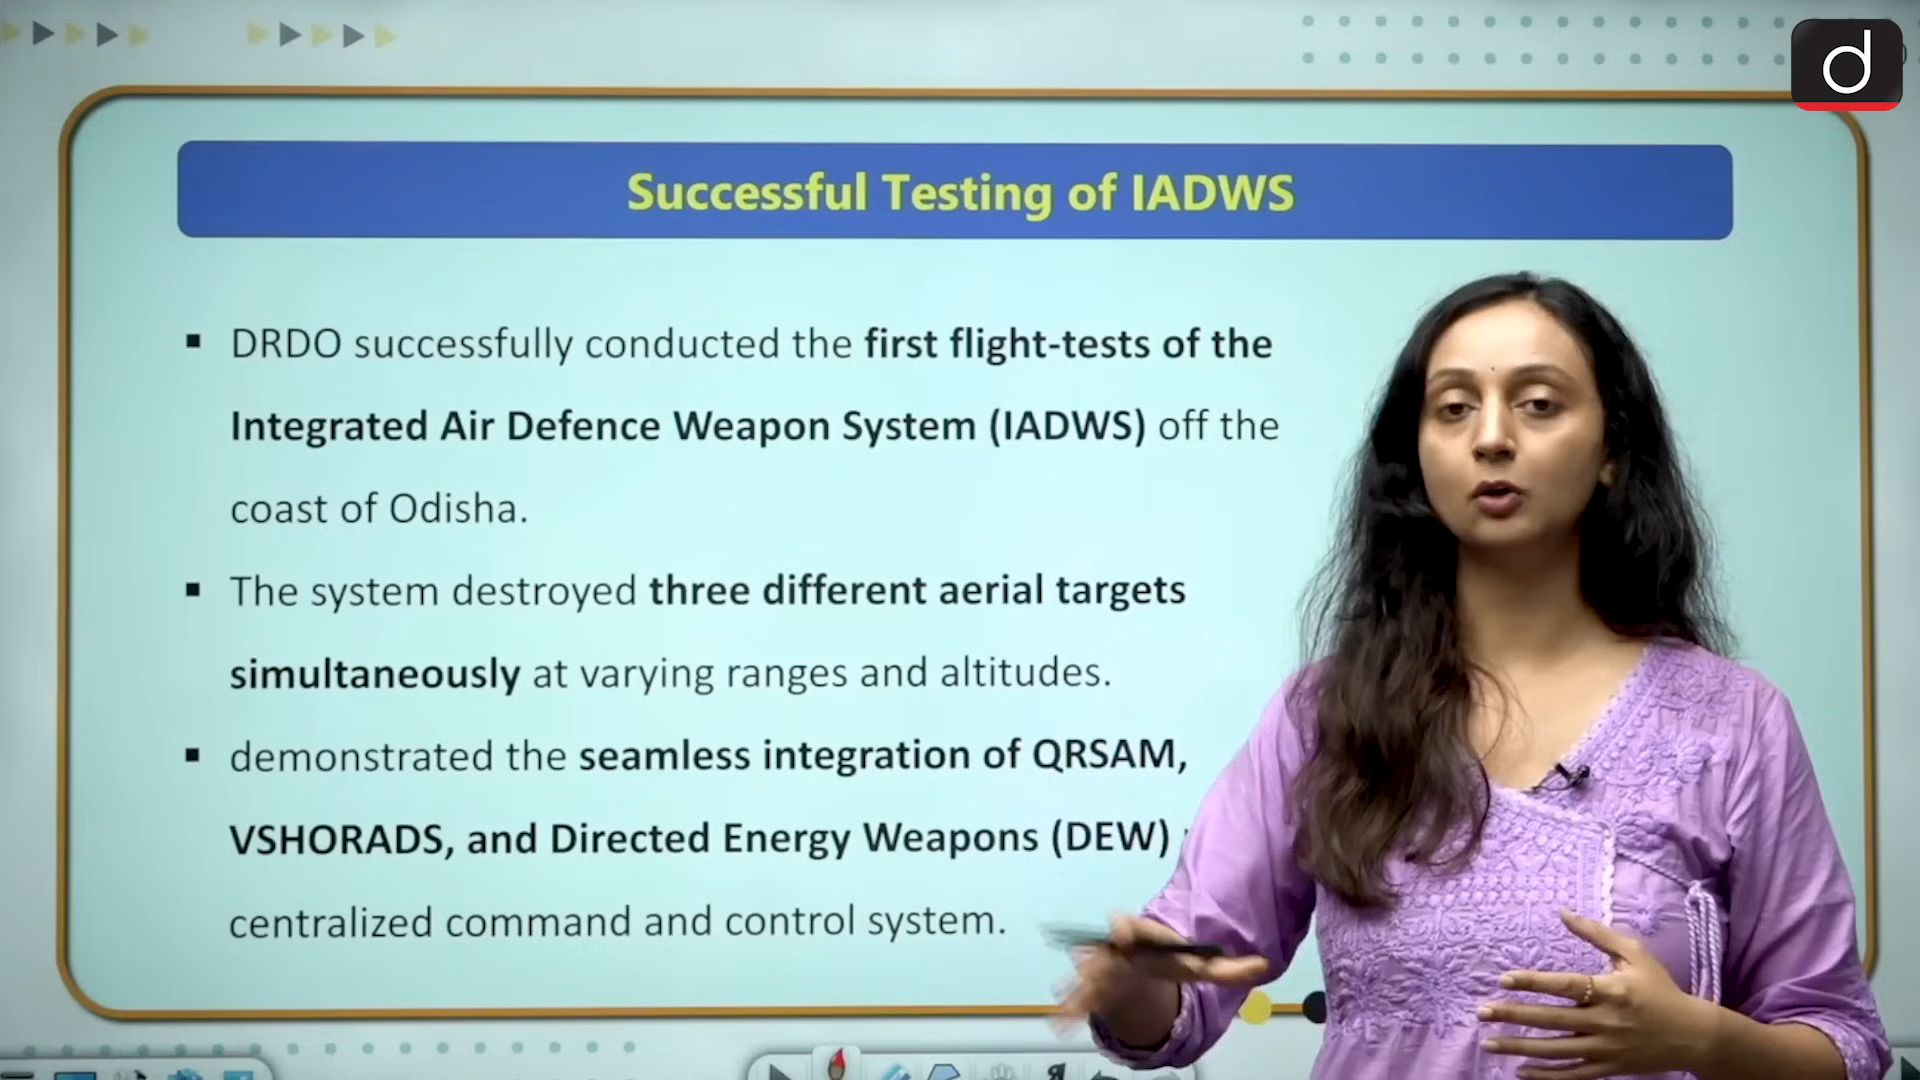 d
Successful Testing of IADWS
▪ DRDO successfully conducted the first flight-tests of the
Integrated Air Defence Weapon System (IADWS) off the
coast of Odisha.
▪ The system destroyed three different aerial targets
simultaneously at varying ranges and altitudes.
▪ demonstrated the seamless integration of QRSAM,
VSHORADS, and Directed Energy Weapons (DEW)
centralized command and control system.